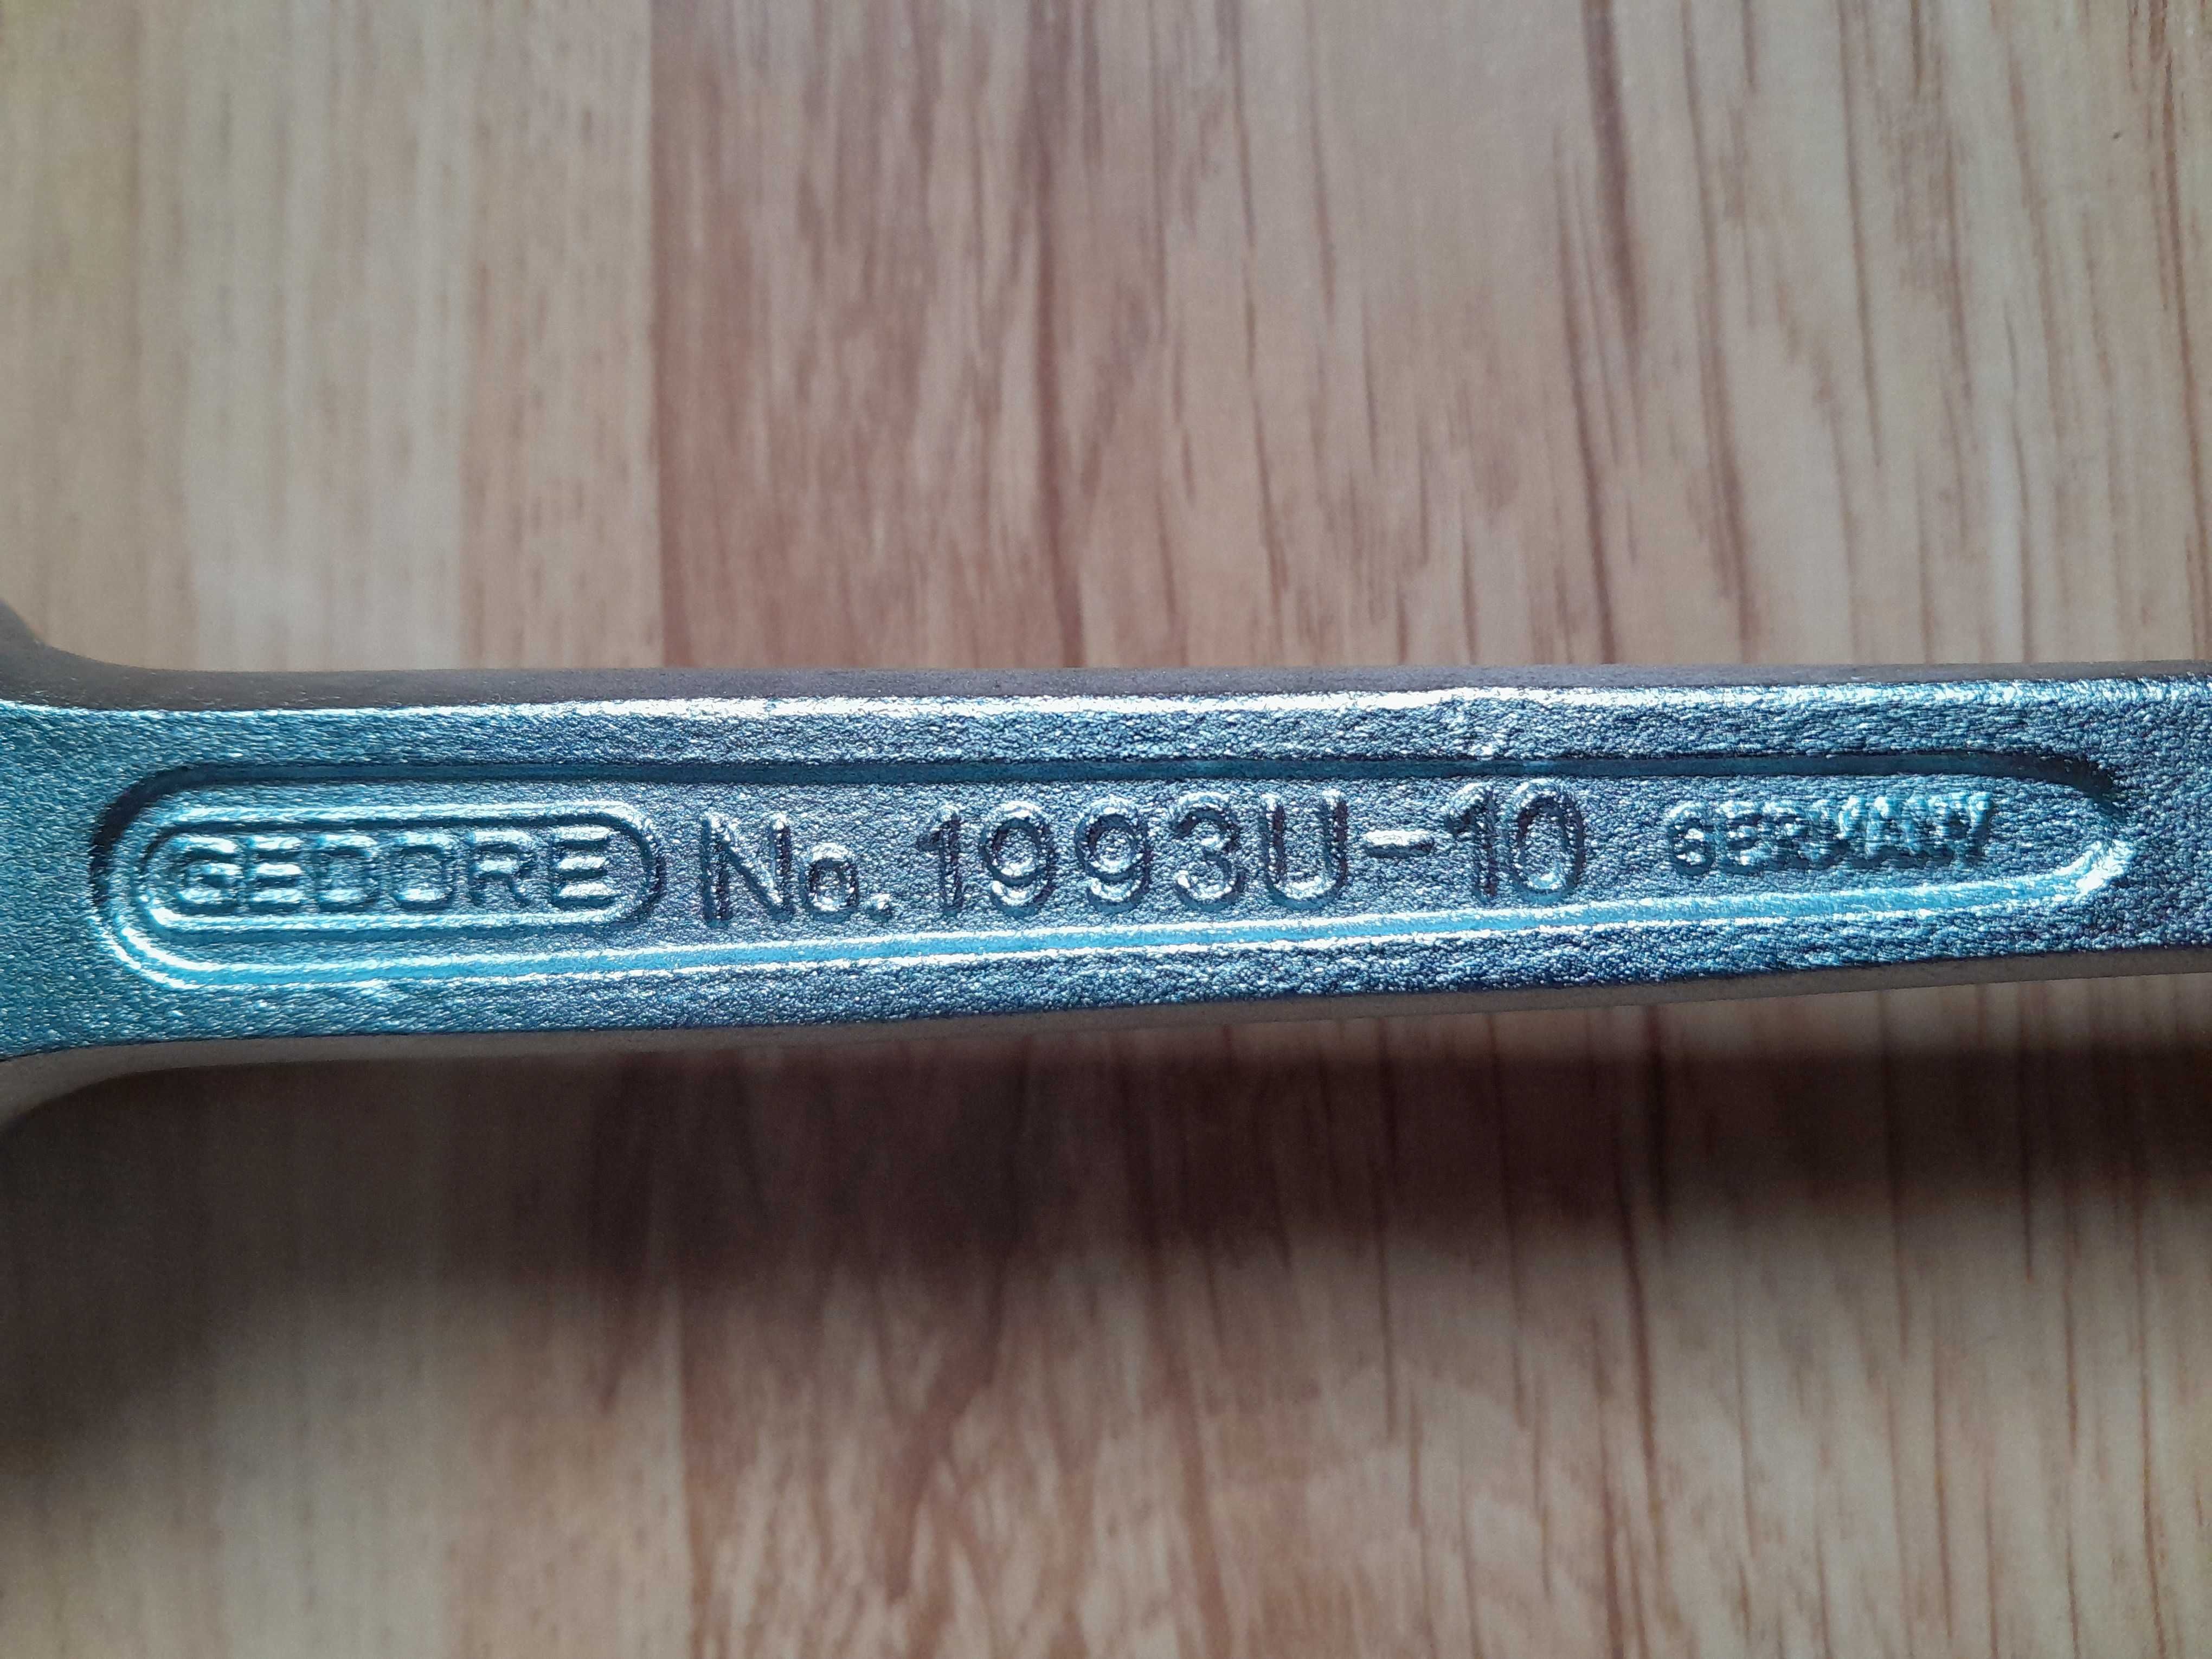 GEDORE No. 1993U-10 GERMANY